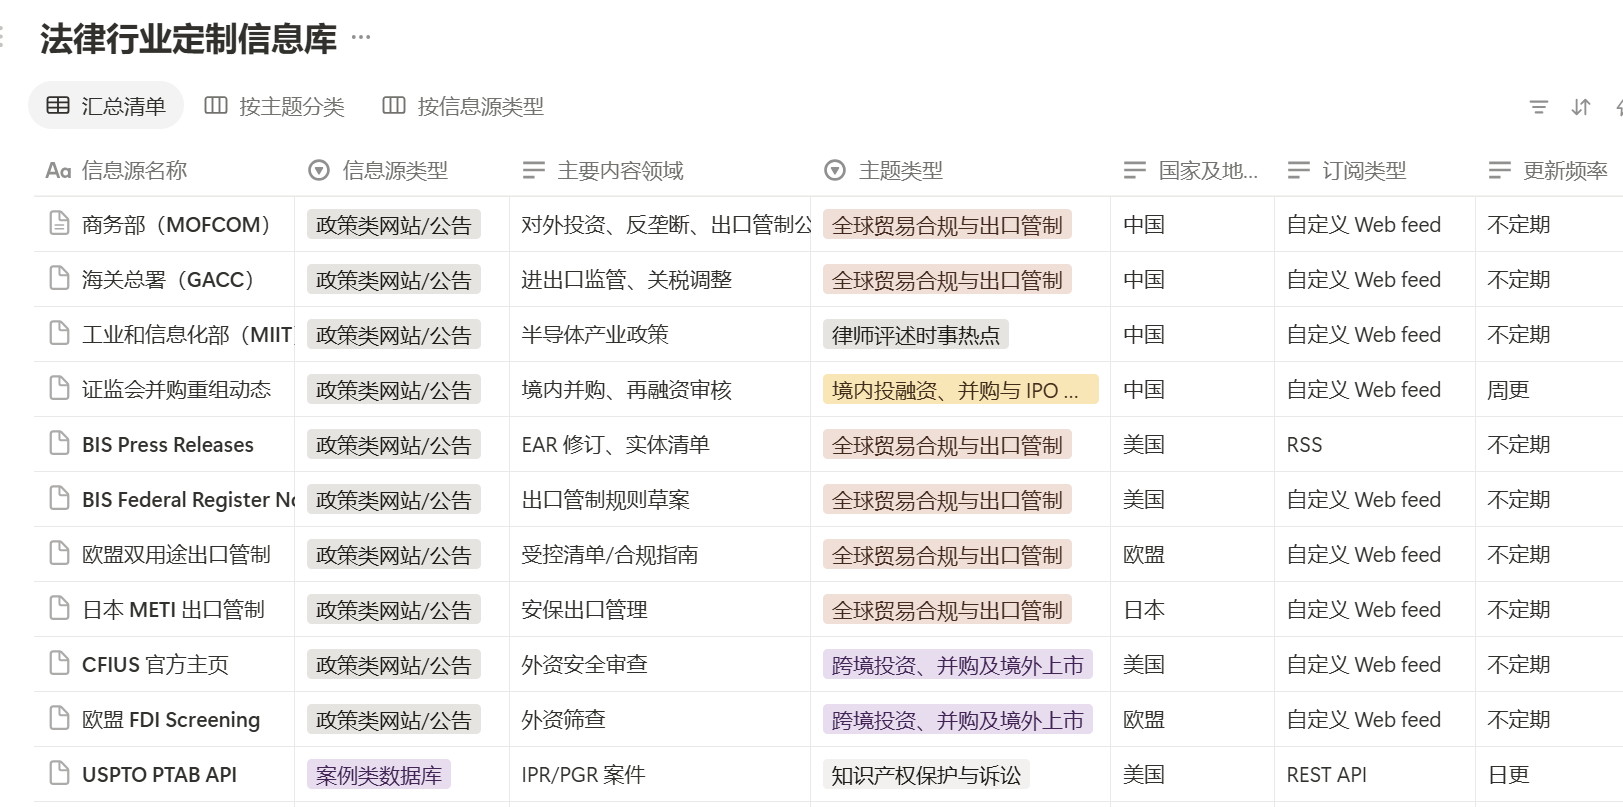 法律行业定制信息库 ...
汇总清单 按主题分类 按信息源类型
Aa 信息源名称 信息源类型 主要内容领域 主题类型 国家及地... 订阅类型 更新频率
商务部（MOFCOM） 政策类网站/公告 对外投资、反垄断、出口管制公 全球贸易合规与出口管制 中国 自定义 Web feed 不定期
海关总署（GACC） 政策类网站/公告 进出口监管、关税调整 全球贸易合规与出口管制 中国 自定义 Web feed 不定期
工业和信息化部（MIIT 政策类网站/公告 半导体产业政策 律师评述时事热点 中国 自定义 Web feed 不定期
证监会并购重组动态 政策类网站/公告 境内并购、再融资审核 境内投融资、并购与 IPO ... 中国 自定义 Web feed 周更
BIS Press Releases 政策类网站/公告 EAR 修订、实体清单 全球贸易合规与出口管制 美国 RSS 不定期
BIS Federal Register 政策类网站/公告 出口管制规则草案 全球贸易合规与出口管制 美国 自定义 Web feed 不定期
欧盟双用途出口管制 政策类网站/公告 受控清单/合规指南 全球贸易合规与出口管制 欧盟 自定义 Web feed 不定期
日本 METI 出口管制 政策类网站/公告 安保出口管理 全球贸易合规与出口管制 日本 自定义 Web feed 不定期
CFIUS 官方主页 政策类网站/公告 外资安全审查 跨境投资、并购及境外上市 美国 自定义 Web feed 不定期
欧盟 FDI Screening 政策类网站/公告 外资筛查 跨境投资、并购及境外上市 欧盟 自定义 Web feed 不定期
USPTO PTAB API 案例类数据库 IPR/PGR 案件 知识产权保护与诉讼 美国 REST API 日更